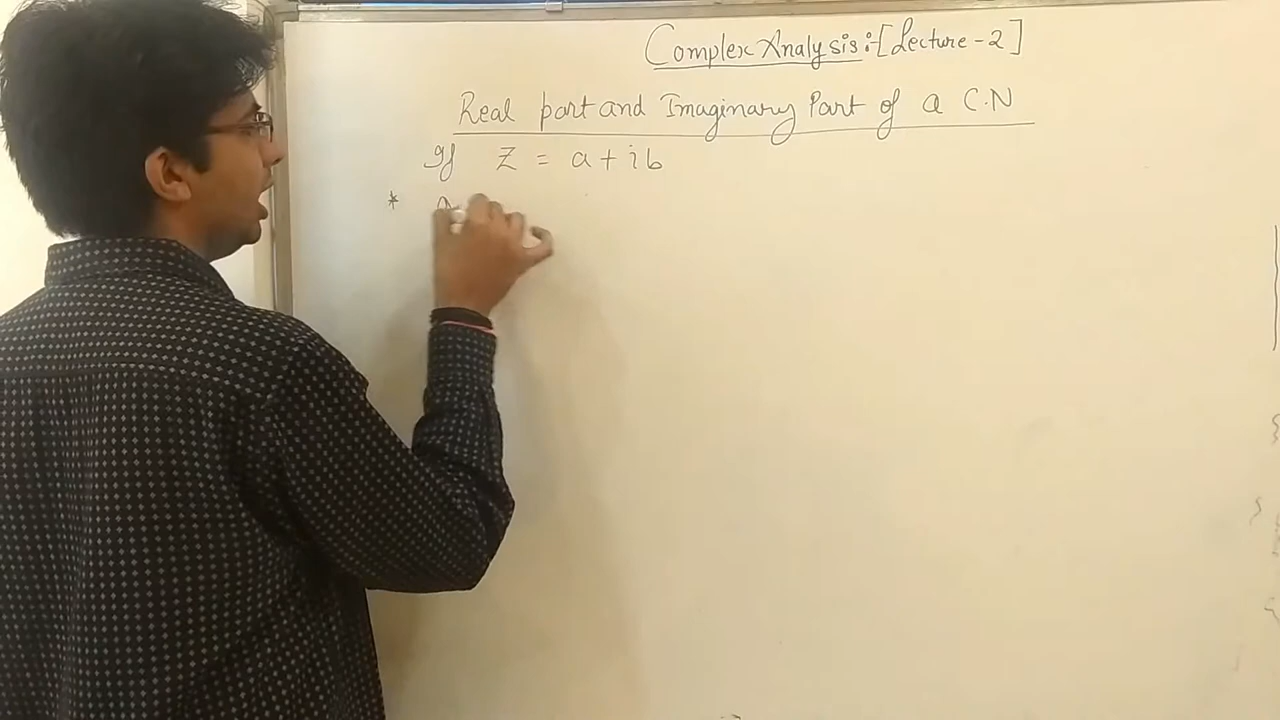 Complex Analysis:[Lecture-2]
Real part and Imaginary Part of a C.N
If Z = a + ib
*